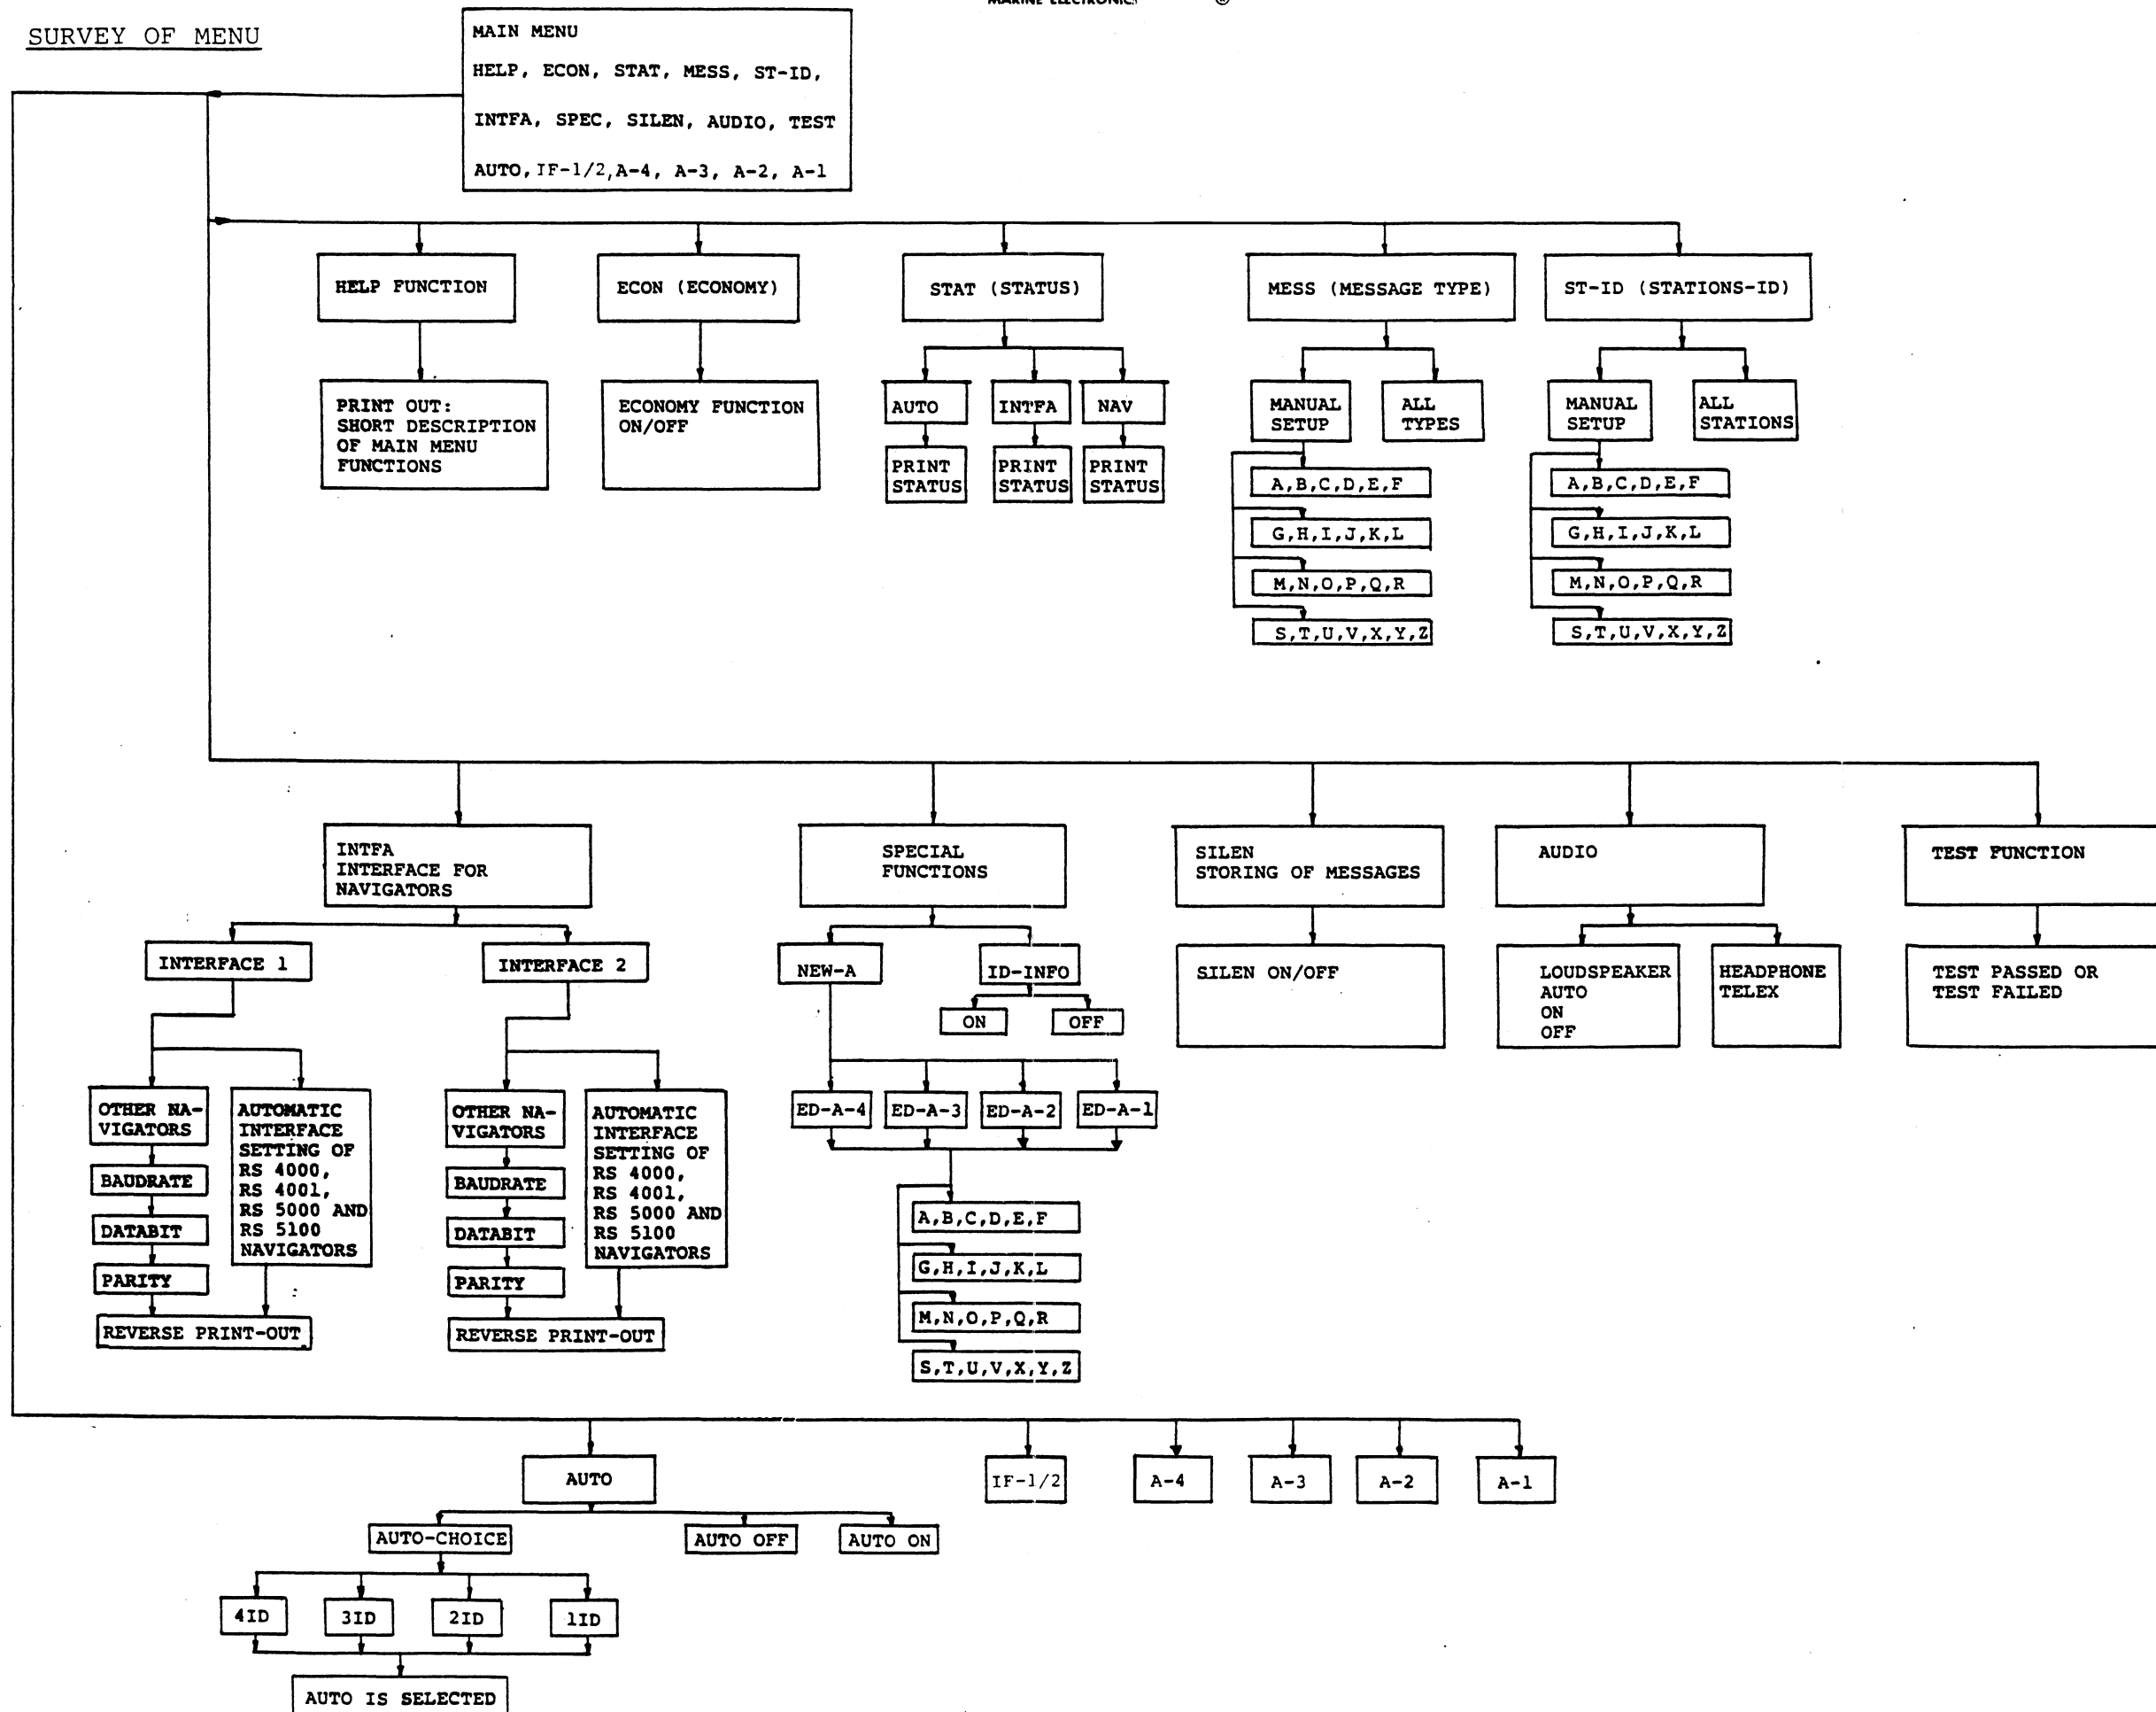 MARINE ELECTRONICS ®
SURVEY OF MENU
MAIN MENU
HELP, ECON, STAT, MESS, ST-ID,
INTFA, SPEC, SILEN, AUDIO, TEST
AUTO, IF-1/2, A-4, A-3, A-2, A-1
HELP FUNCTION
ECON (ECONOMY)
STAT (STATUS)
MESS (MESSAGE TYPE)
ST-ID (STATIONS-ID)
PRINT OUT:
SHORT DESCRIPTION
OF MAIN MENU
FUNCTIONS
ECONOMY FUNCTION
ON/OFF
AUTO
INTFA
NAV
PRINT
STATUS
PRINT
STATUS
PRINT
STATUS
MANUAL
SETUP
ALL
TYPES
A,B,C,D,E,F
G,H,I,J,K,L
M,N,O,P,Q,R
S,T,U,V,X,Y,Z
MANUAL
SETUP
ALL
STATIONS
A,B,C,D,E,F
G,H,I,J,K,L
M,N,O,P,Q,R
S,T,U,V,X,Y,Z
INTFA
INTERFACE FOR
NAVIGATORS
SPECIAL
FUNCTIONS
SILEN
STORING OF MESSAGES
AUDIO
TEST FUNCTION
INTERFACE 1
INTERFACE 2
NEW-A
ID-INFO
ON
OFF
SILEN ON/OFF
LOUDSPEAKER
AUTO
ON
OFF
HEADPHONE
TELEX
TEST PASSED OR
TEST FAILED
OTHER NA-
VIGATORS
BAUDRATE
DATABIT
PARITY
AUTOMATIC
INTERFACE
SETTING OF
RS 4000,
RS 4001,
RS 5000 AND
RS 5100
NAVIGATORS
REVERSE PRINT-OUT
OTHER NA-
VIGATORS
BAUDRATE
DATABIT
PARITY
AUTOMATIC
INTERFACE
SETTING OF
RS 4000,
RS 4001,
RS 5000 AND
RS 5100
NAVIGATORS
REVERSE PRINT-OUT
ED-A-4
ED-A-3
ED-A-2
ED-A-1
A,B,C,D,E,F
G,H,I,J,K,L
M,N,O,P,Q,R
S,T,U,V,X,Y,Z
AUTO
IF-1/2
A-4
A-3
A-2
A-1
AUTO-CHOICE
AUTO OFF
AUTO ON
4ID
3ID
2ID
1ID
AUTO IS SELECTED